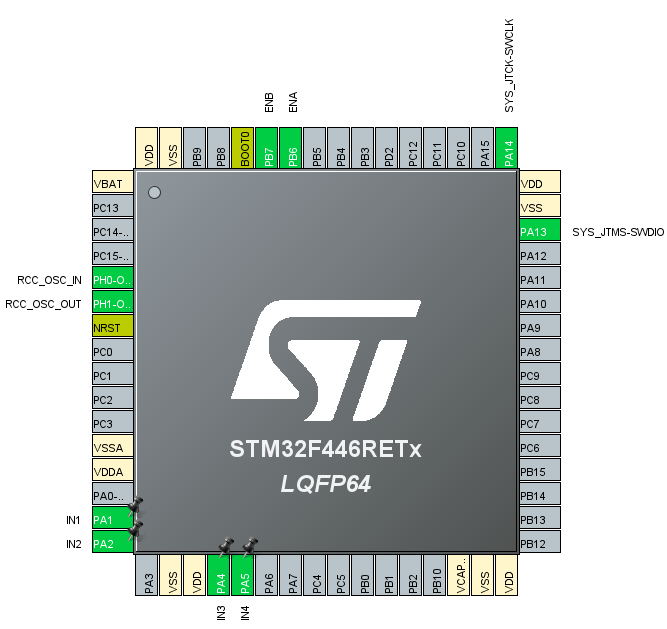 SYS_JTCK-SWCLK
ENB
ENA
VDD
VSS
PB9
PB8
BOOT0
PB7
PB6
PB5
PB4
PB3
PD2
PC12
PC11
PC10
PA15
PA14
VBAT
PC13
PC14-..
PC15-..
RCC_OSC_IN
PH0-O..
RCC_OSC_OUT
PH1-O..
NRST
PC0
PC1
PC2
PC3
VSSA
VDDA
PA0-..
IN1
PA1
IN2
PA2
VDD
VSS
PA13
SYS_JTMS-SWDIO
PA12
PA11
PA10
PA9
PA8
PC9
PC8
PC7
PC6
PB15
PB14
PB13
PB12
ST
STM32F446RETx
LQFP64
PA3
VSS
VDD
PA4
PA5
PA6
PA7
PC4
PC5
PB0
PB1
PB2
PB10
VCAP..
VSS
VDD
IN3
IN4